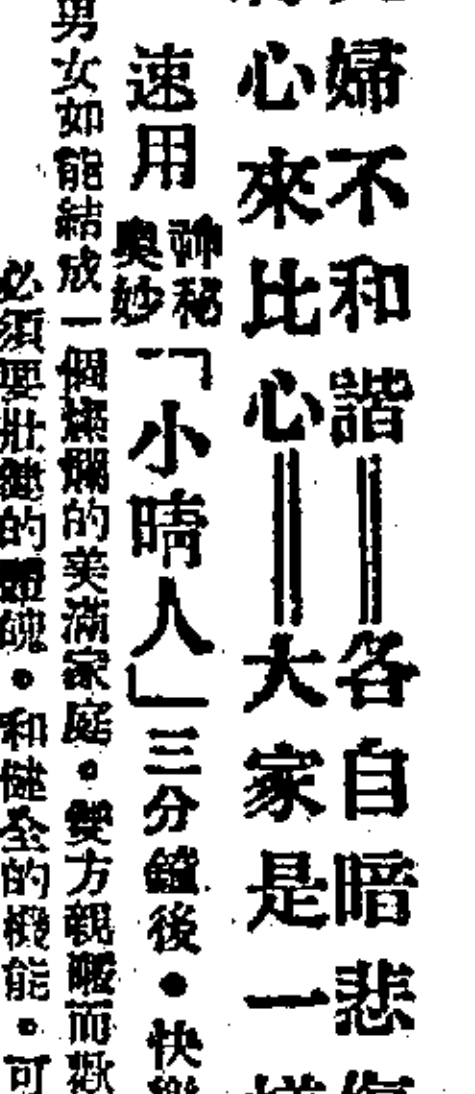 婦不和諧══各自暗悲
心來比心══大家是一
速用神秘奧妙「小晴人」三分鐘後•快
男女如能結成一個燦爛的美滿家庭。雙方親暱而歡
必須要壯健的體魄。和健全的機能。可